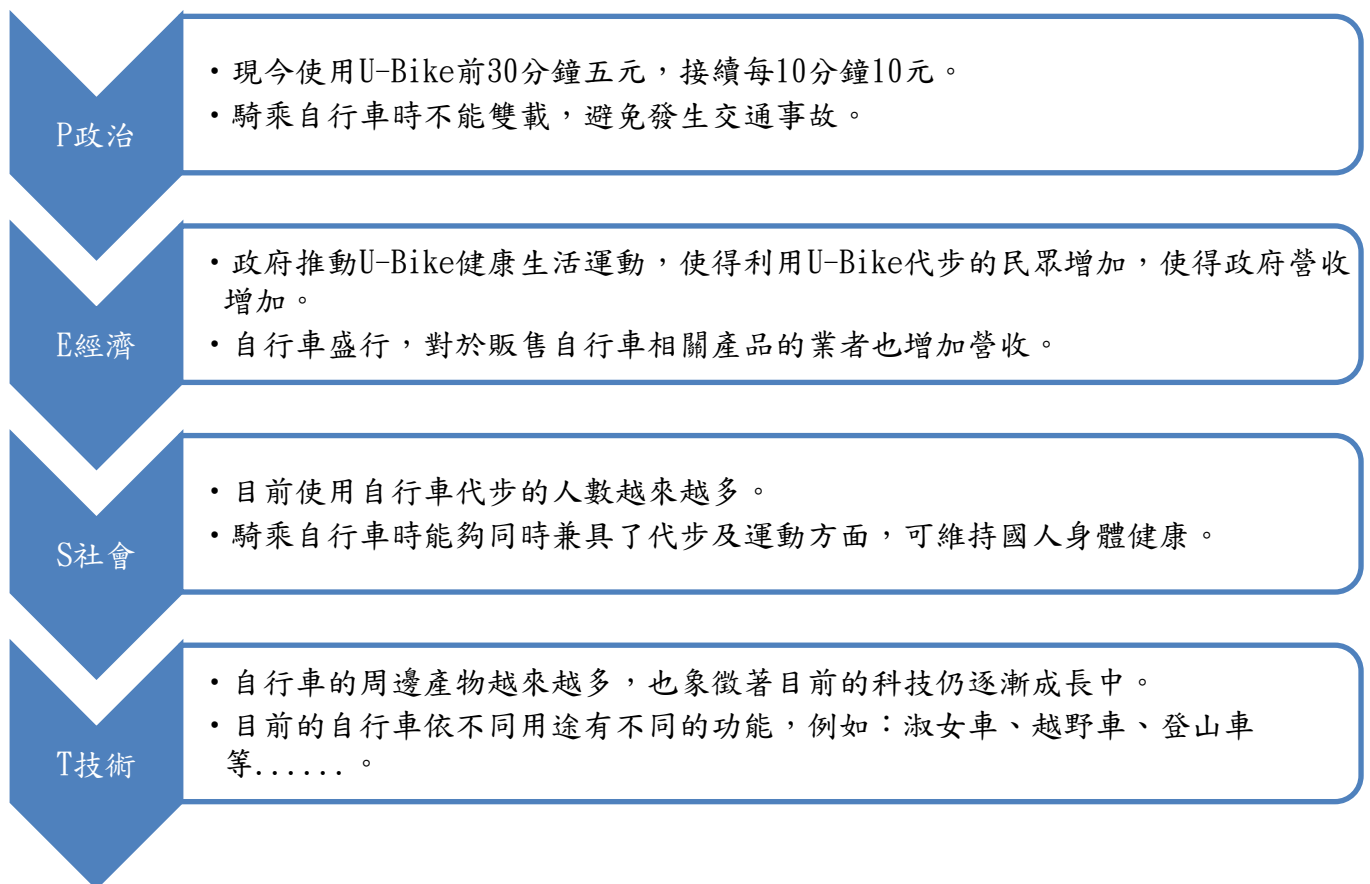 P政治
・現今使用U-Bike前30分鐘五元，接續每10分鐘10元。
・騎乘自行車時不能雙載，避免發生交通事故。
E經濟
・政府推動U-Bike健康生活運動，使得利用U-Bike代步的民眾增加，使得政府營收
增加。
・自行車盛行，對於販售自行車相關產品的業者也增加營收。
S社會
・目前使用自行車代步的人數越來越多。
・騎乘自行車時能夠同時兼具了代步及運動方面，可維持國人身體健康。
T技術
・自行車的周邊產物越來越多，也象徵著目前的科技仍逐漸成長中。
・目前的自行車依不同用途有不同的功能，例如：淑女車、越野車、登山車
等......。